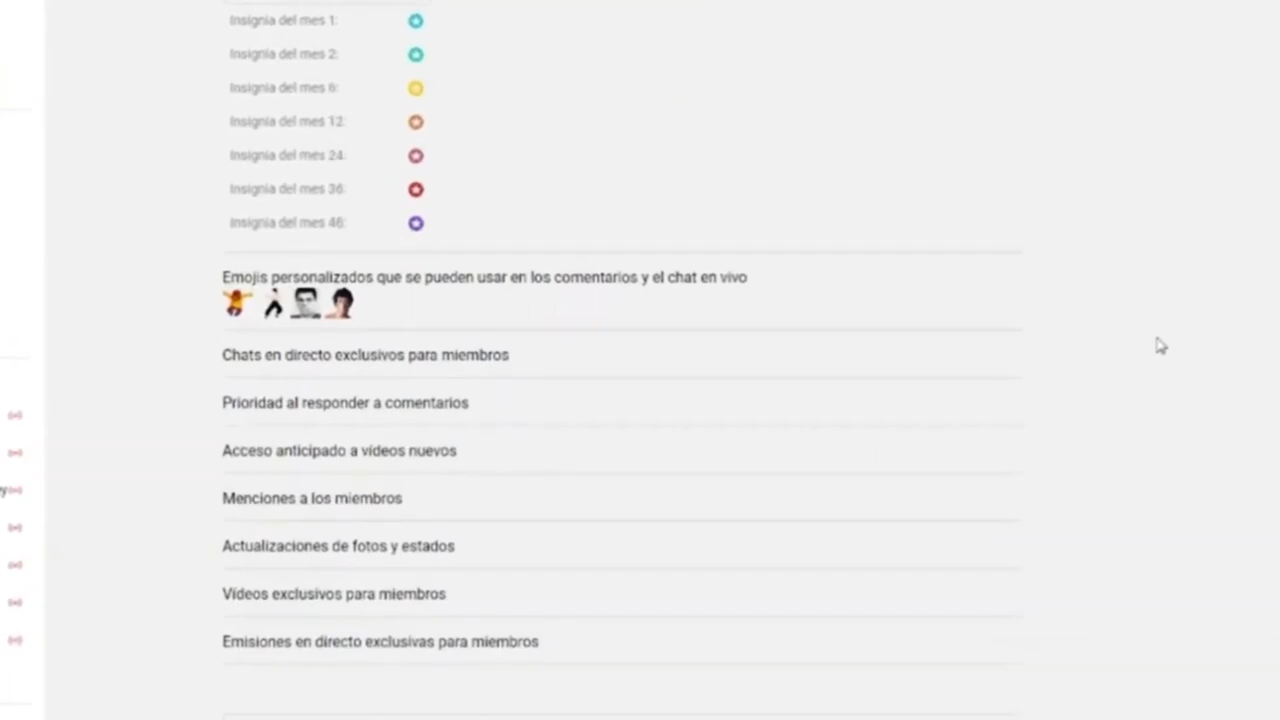 Insignia del mes 1:
Insignia del mes 2:
Insignia del mes 6:
Insignia del mes 12:
Insignia del mes 24:
Insignia del mes 36:
Insignia del mes 48:
Emojis personalizados que se pueden usar en los comentarios y el chat en vivo
Chats en directo exclusivos para miembros
Prioridad al responder a comentarios
Acceso anticipado a vídeos nuevos
Menciones a los miembros
Actualizaciones de fotos y estados
Vídeos exclusivos para miembros
Emisiones en directo exclusivas para miembros